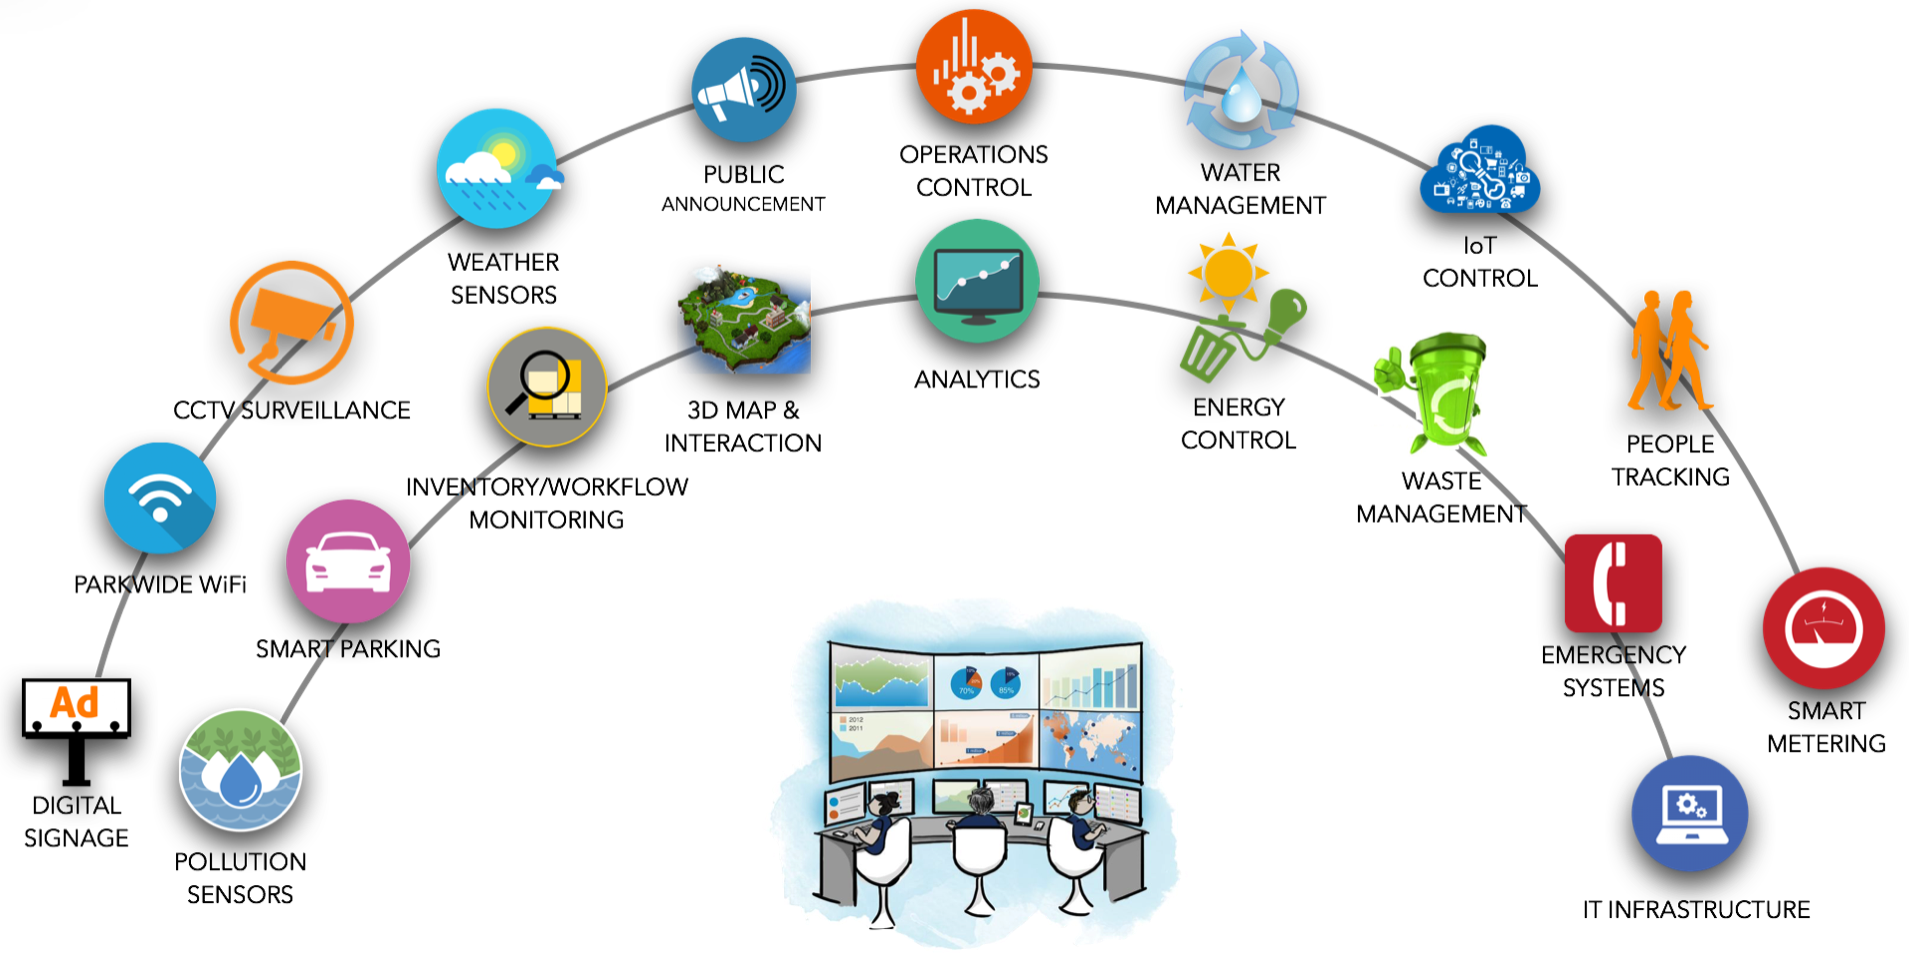 OPERATIONS
CONTROL
PUBLIC
ANNOUNCEMENT
WATER
MANAGEMENT
WEATHER
SENSORS
IoT
CONTROL
CCTV SURVEILLANCE
PEOPLE
TRACKING
PARKWIDE WiFi
SMART
METERING
Ad
DIGITAL
SIGNAGE
ANALYTICS
3D MAP &
INTERACTION
ENERGY
CONTROL
INVENTORY/WORKFLOW
MONITORING
WASTE
MANAGEMENT
SMART PARKING
EMERGENCY
SYSTEMS
POLLUTION
SENSORS
IT INFRASTRUCTURE
70%
85%
2012
2011